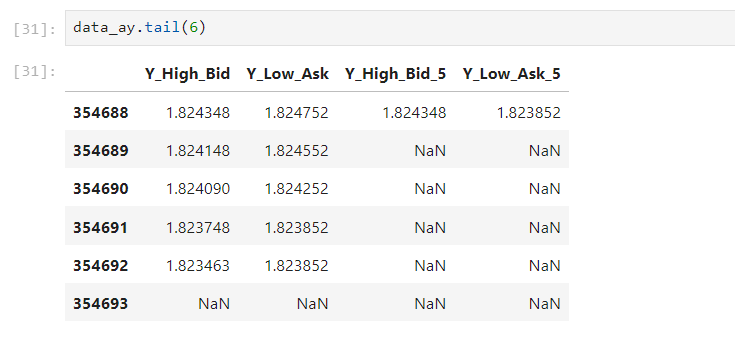 [31]: data_ay.tail(6)
[31]:
Y_High_Bid Y_Low_Ask Y_High_Bid_5 Y_Low_Ask_5
354688 1.824348 1.824752 1.824348 1.823852
354689 1.824148 1.824552 NaN NaN
354690 1.824090 1.824252 NaN NaN
354691 1.823748 1.823852 NaN NaN
354692 1.823463 1.823852 NaN NaN
354693 NaN NaN NaN NaN